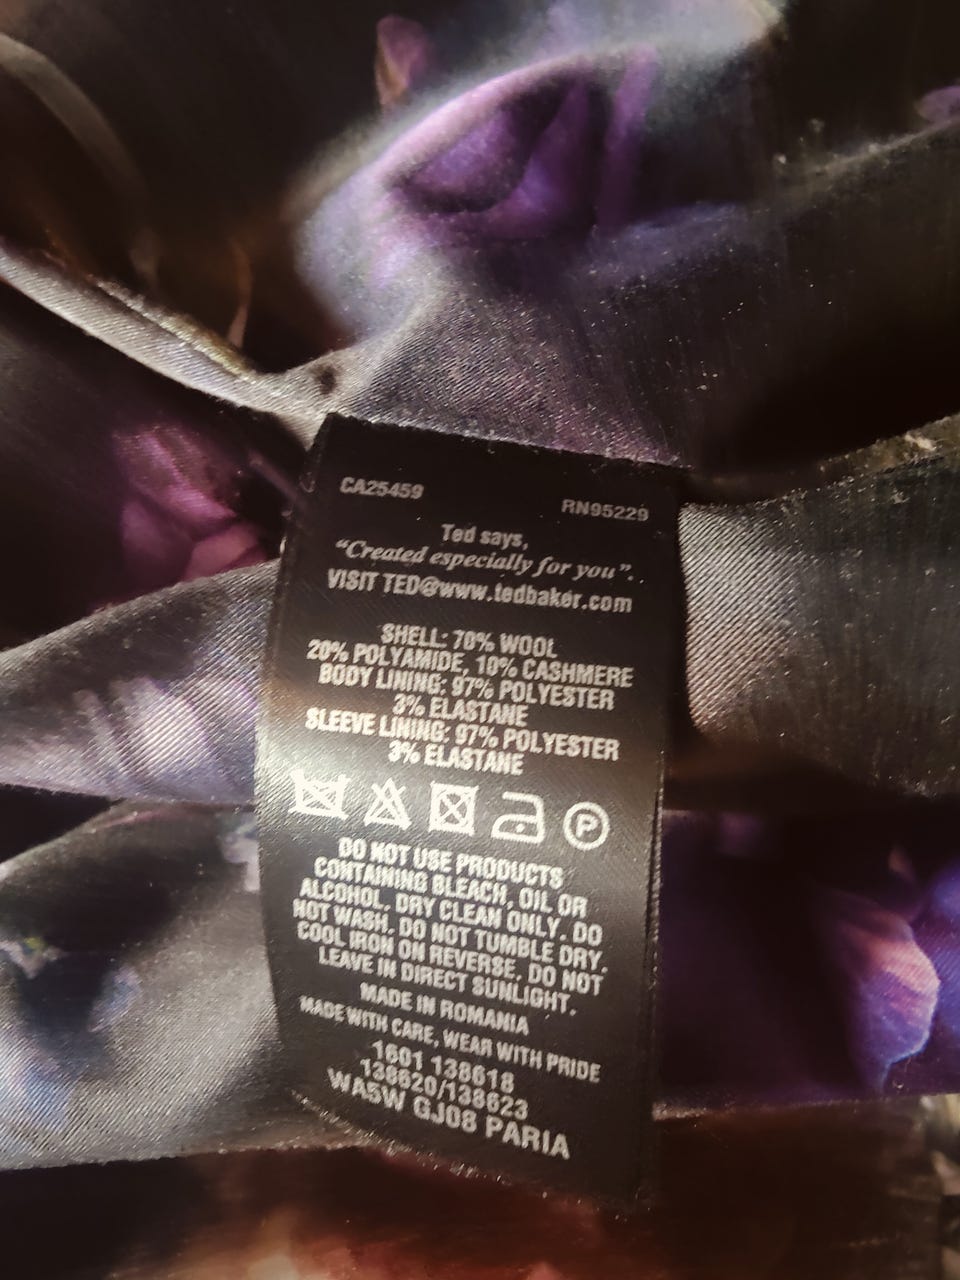 CA25459
RN95229
Ted says,
“Created especially for you”.
VISIT TED@www.tedbaker.com
SHELL: 70% WOOL
20% POLYAMIDE, 10% CASHMERE
BODY LINING: 97% POLYESTER
3% ELASTANE
SLEEVE LINING: 97% POLYESTER
3% ELASTANE
P
DO NOT USE PRODUCTS
CONTAINING BLEACH, OIL OR
ALCOHOL. DRY CLEAN ONLY. DO
NOT WASH. DO NOT TUMBLE DRY.
COOL IRON ON REVERSE. DO NOT
LEAVE IN DIRECT SUNLIGHT.
MADE IN ROMANIA
MADE WITH CARE, WEAR WITH PRIDE
1601 138618
138620/138623
WA5W GJ08 PARIA